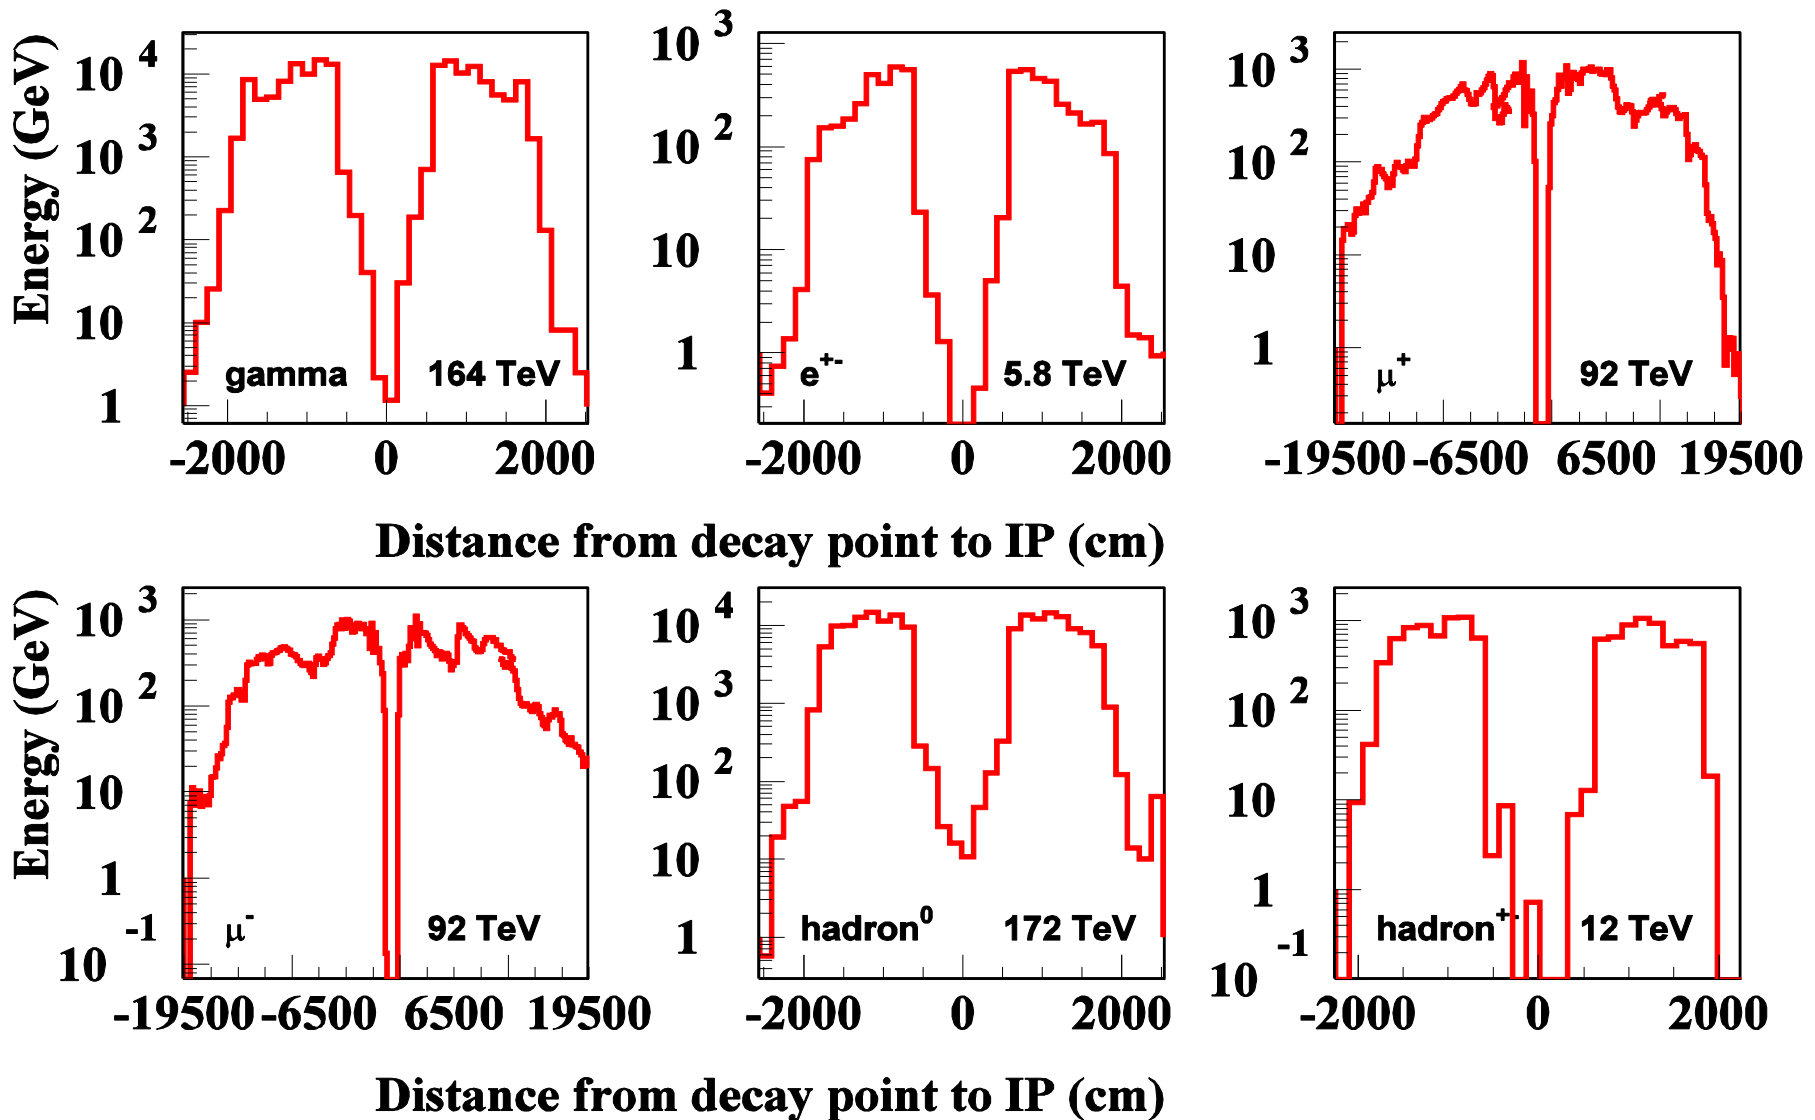 Energy (GeV)
10 4
10 3
10 2
10
1
gamma 164 TeV
-2000 0 2000
10 3
10 2
10
1
e+- 5.8 TeV
-2000 0 2000
10 3
10 2
10
1
μ+ 92 TeV
-19500 -6500 6500 19500
Distance from decay point to IP (cm)
Energy (GeV)
10 3
10 2
10
1
10 -1
μ- 92 TeV
-19500 -6500 6500 19500
10 4
10 3
10 2
10
1
hadron0 172 TeV
-2000 0 2000
10 3
10 2
10
1
10 -1
hadron+- 12 TeV
-2000 0 2000
Distance from decay point to IP (cm)